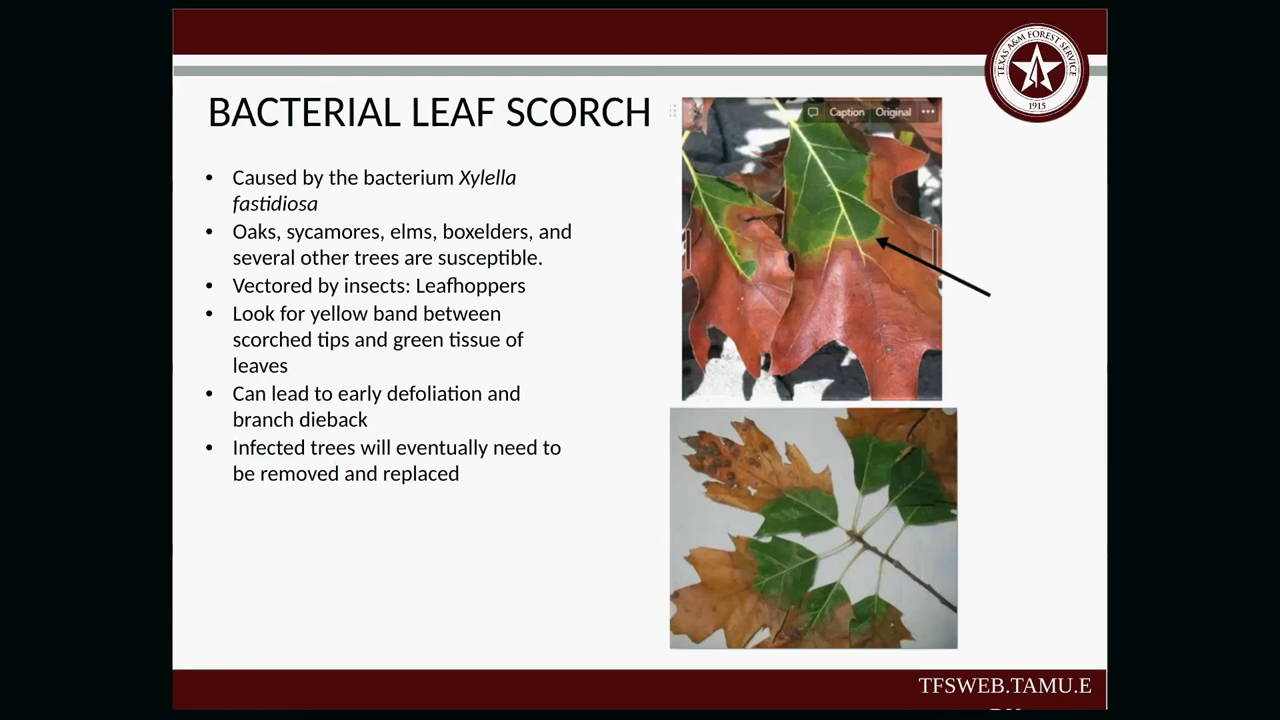 TEXAS A&M FOREST SERVICE
1915
BACTERIAL LEAF SCORCH
Caption Original
• Caused by the bacterium Xylella
fastidiosa
• Oaks, sycamores, elms, boxelders, and
several other trees are susceptible.
• Vectored by insects: Leafhoppers
• Look for yellow band between
scorched tips and green tissue of
leaves
• Can lead to early defoliation and
branch dieback
• Infected trees will eventually need to
be removed and replaced
TFSWEB.TAMU.E